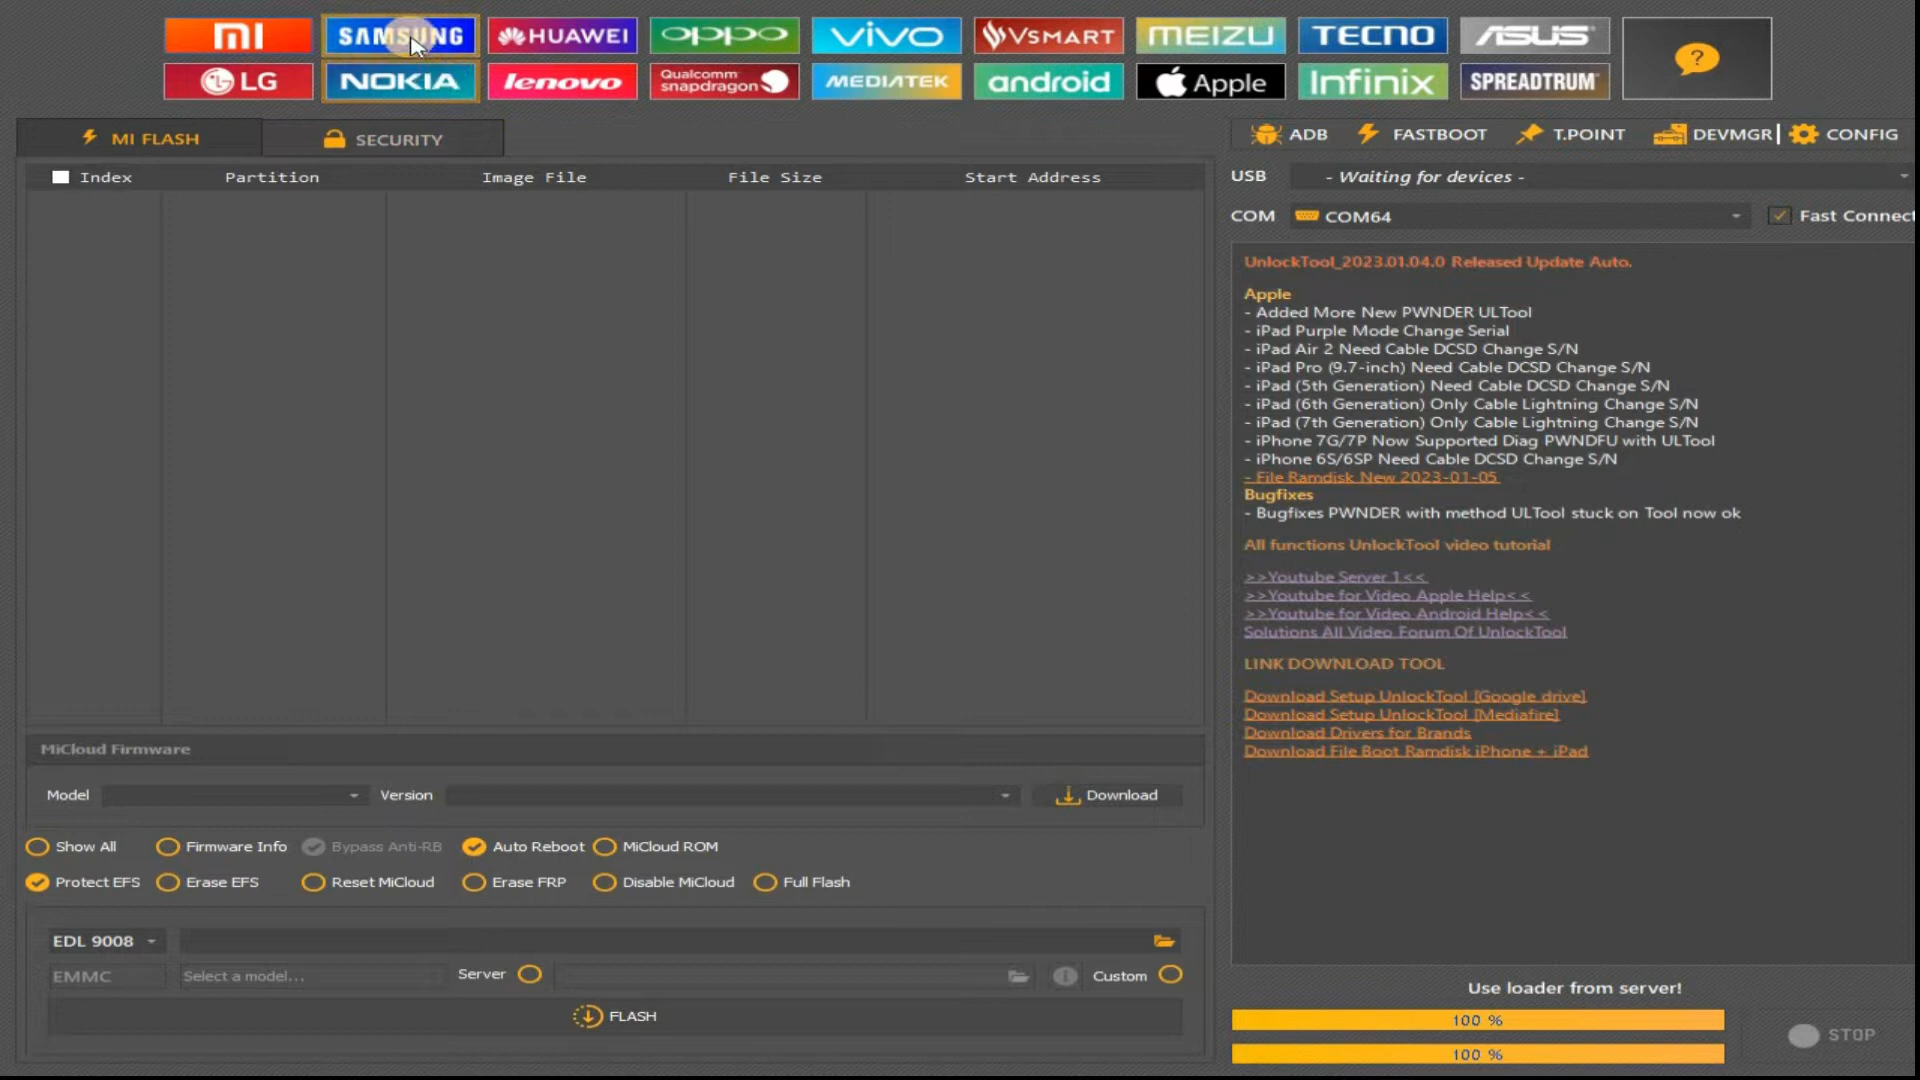 MI SAMSUNG HUAWEI OPPO VIVO VSMART MEIZU TECNO ASUS
LG NOKIA lenovo Qualcomm snapdragon MEDIATEK android Apple Infinix SPREADTRUM
?
MI FLASH SECURITY
ADB FASTBOOT T.POINT DEVMGR CONFIG
Index Partition Image File File Size Start Address
USB - Waiting for devices -
COM COM64 Fast Connect
UnlockTool_2023.01.04.0 Released Update Auto.
Apple
- Added More New PWNDER ULTool
- iPad Purple Mode Change Serial
- iPad Air 2 Need Cable DCSD Change S/N
- iPad Pro (9.7-inch) Need Cable DCSD Change S/N
- iPad (5th Generation) Need Cable DCSD Change S/N
- iPad (6th Generation) Only Cable Lightning Change S/N
- iPad (7th Generation) Only Cable Lightning Change S/N
- iPhone 7G/7P Now Supported Diag PWNDFU with ULTool
- iPhone 6S/6SP Need Cable DCSD Change S/N
- File Ramdisk New 2023-01-05
Bugfixes
- Bugfixes PWNDER with method ULTool stuck on Tool now ok
All functions UnlockTool video tutorial
>>Youtube Server 1<<
>>Youtube for Video Apple Help<<
>>Youtube for Video Android Help<<
Solutions All Video Forum Of UnlockTool
LINK DOWNLOAD TOOL
Download Setup UnlockTool [Google drive]
Download Setup UnlockTool [Mediafire]
Download Drivers for Brands
Download File Boot Ramdisk iPhone + iPad
MiCloud Firmware
Model Version Download
Show All Firmware Info Bypass Anti-RB Auto Reboot MiCloud ROM
Protect EFS Erase EFS Reset MiCloud Erase FRP Disable MiCloud Full Flash
EDL 9008
EMMC Select a model... Server Custom
FLASH
Use loader from server!
100 %
100 %
STOP